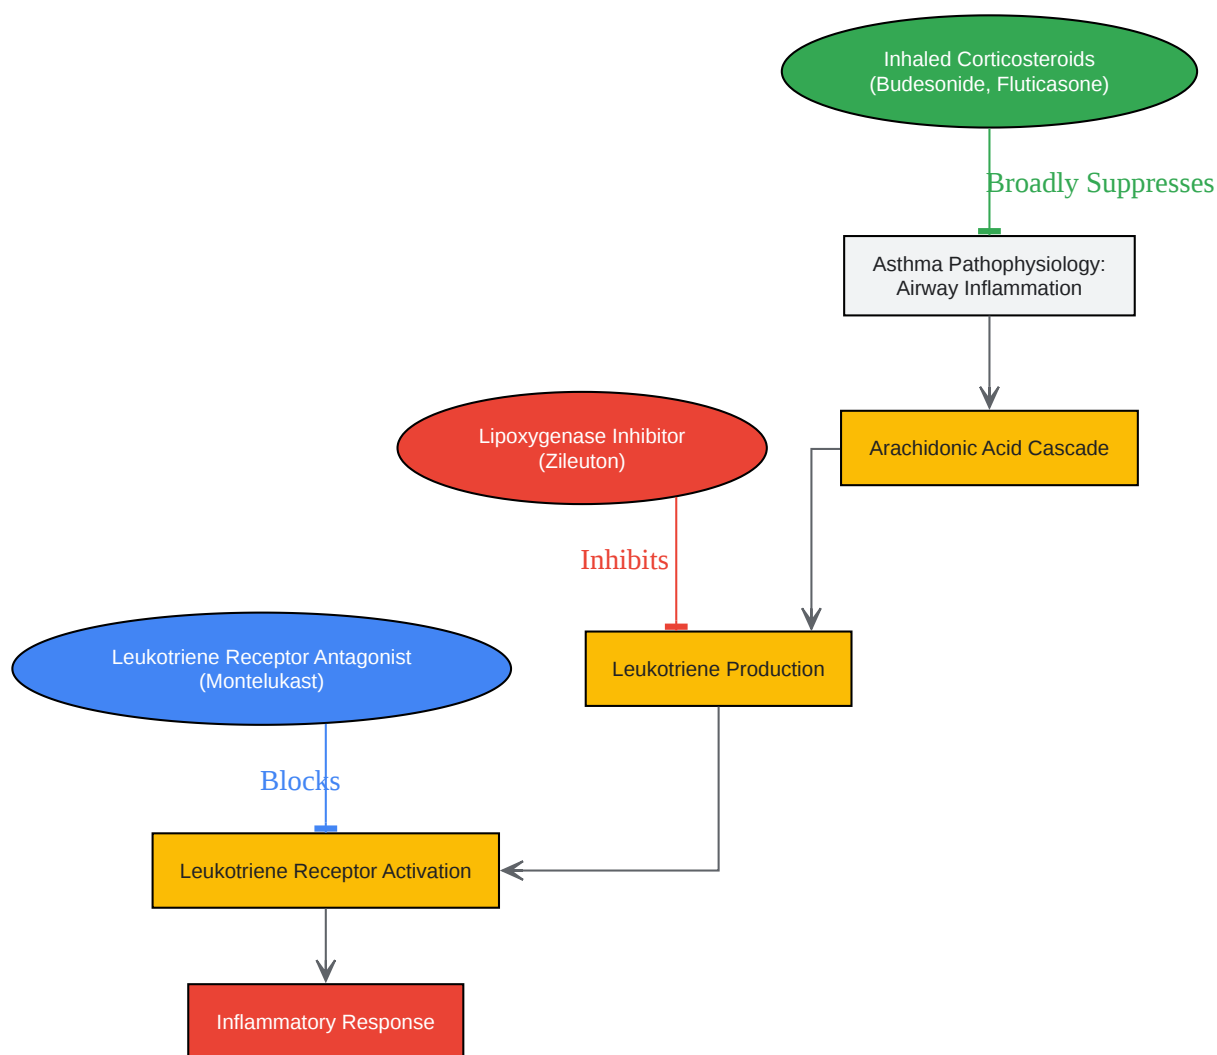 Inhaled Corticosteroids
(Budesonide, Fluticasone)
Broadly Suppresses
Asthma Pathophysiology:
Airway Inflammation
Lipoxygenase Inhibitor
(Zileuton)
Arachidonic Acid Cascade
Inhibits
Leukotriene Receptor Antagonist
(Montelukast)
Leukotriene Production
Blocks
Leukotriene Receptor Activation
Inflammatory Response